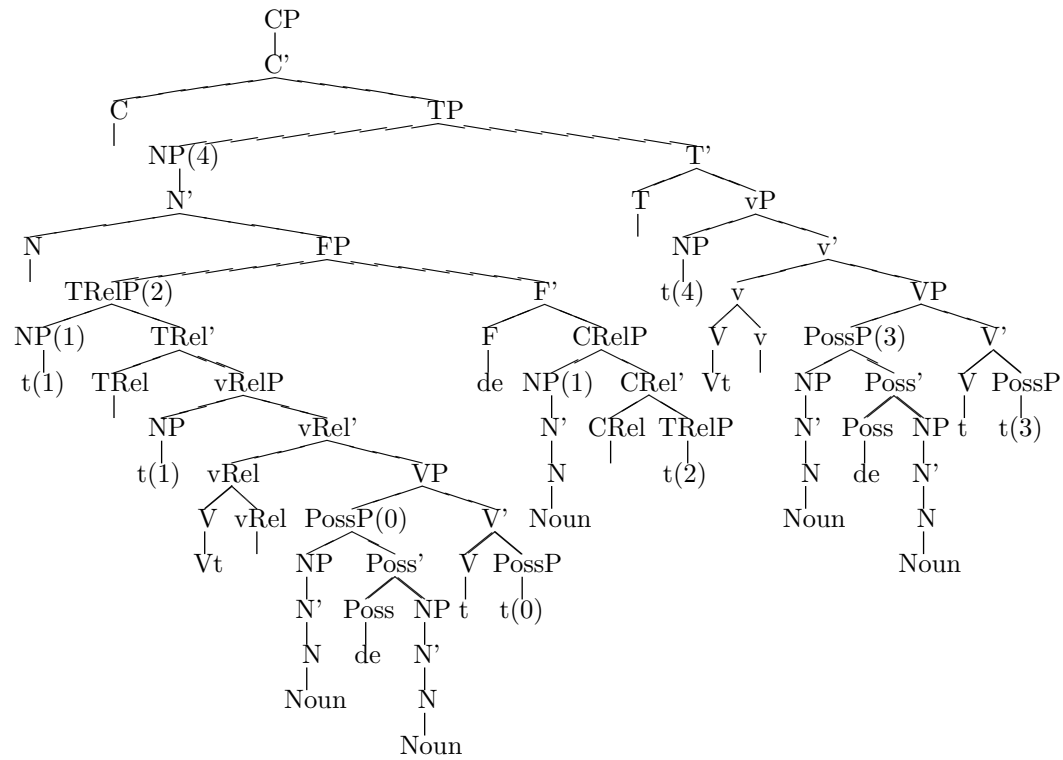 CP
C'
C TP
NP(4) T'
N' T vP
N FP NP v'
TRelP(2) F' t(4) v VP
NP(1) TRel' F CRelP V v PossP(3) V'
t(1) TRel vRelP de NP(1) CRel' Vt NP Poss' V PossP
NP vRel' N' CRel TRelP N' Poss NP t t(3)
t(1) vRel VP N t(2) N de N'
V vRel PossP(0) V' Noun Noun N
Vt NP Poss' V PossP Noun
N' Poss NP t t(0)
N de N'
Noun N
Noun